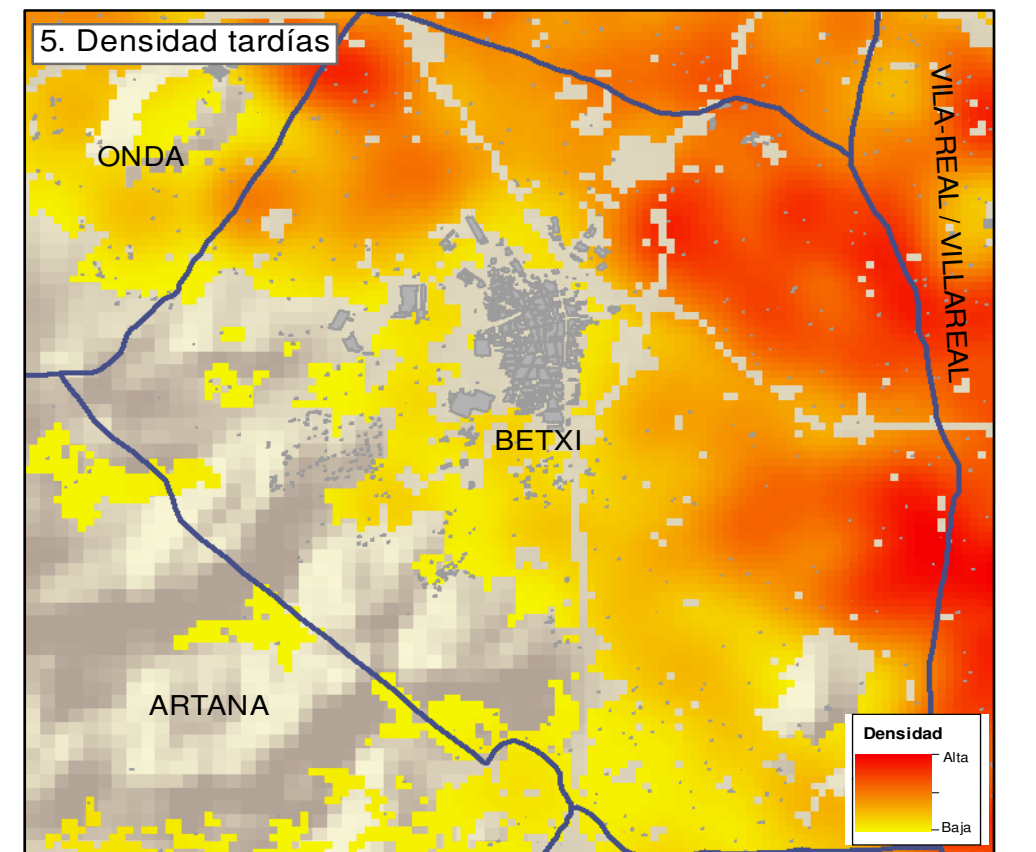 5. Densidad tardías
ONDA
VILA-REAL / VILLAREAL
BETXI
ARTANA
Densidad
Alta
Baja